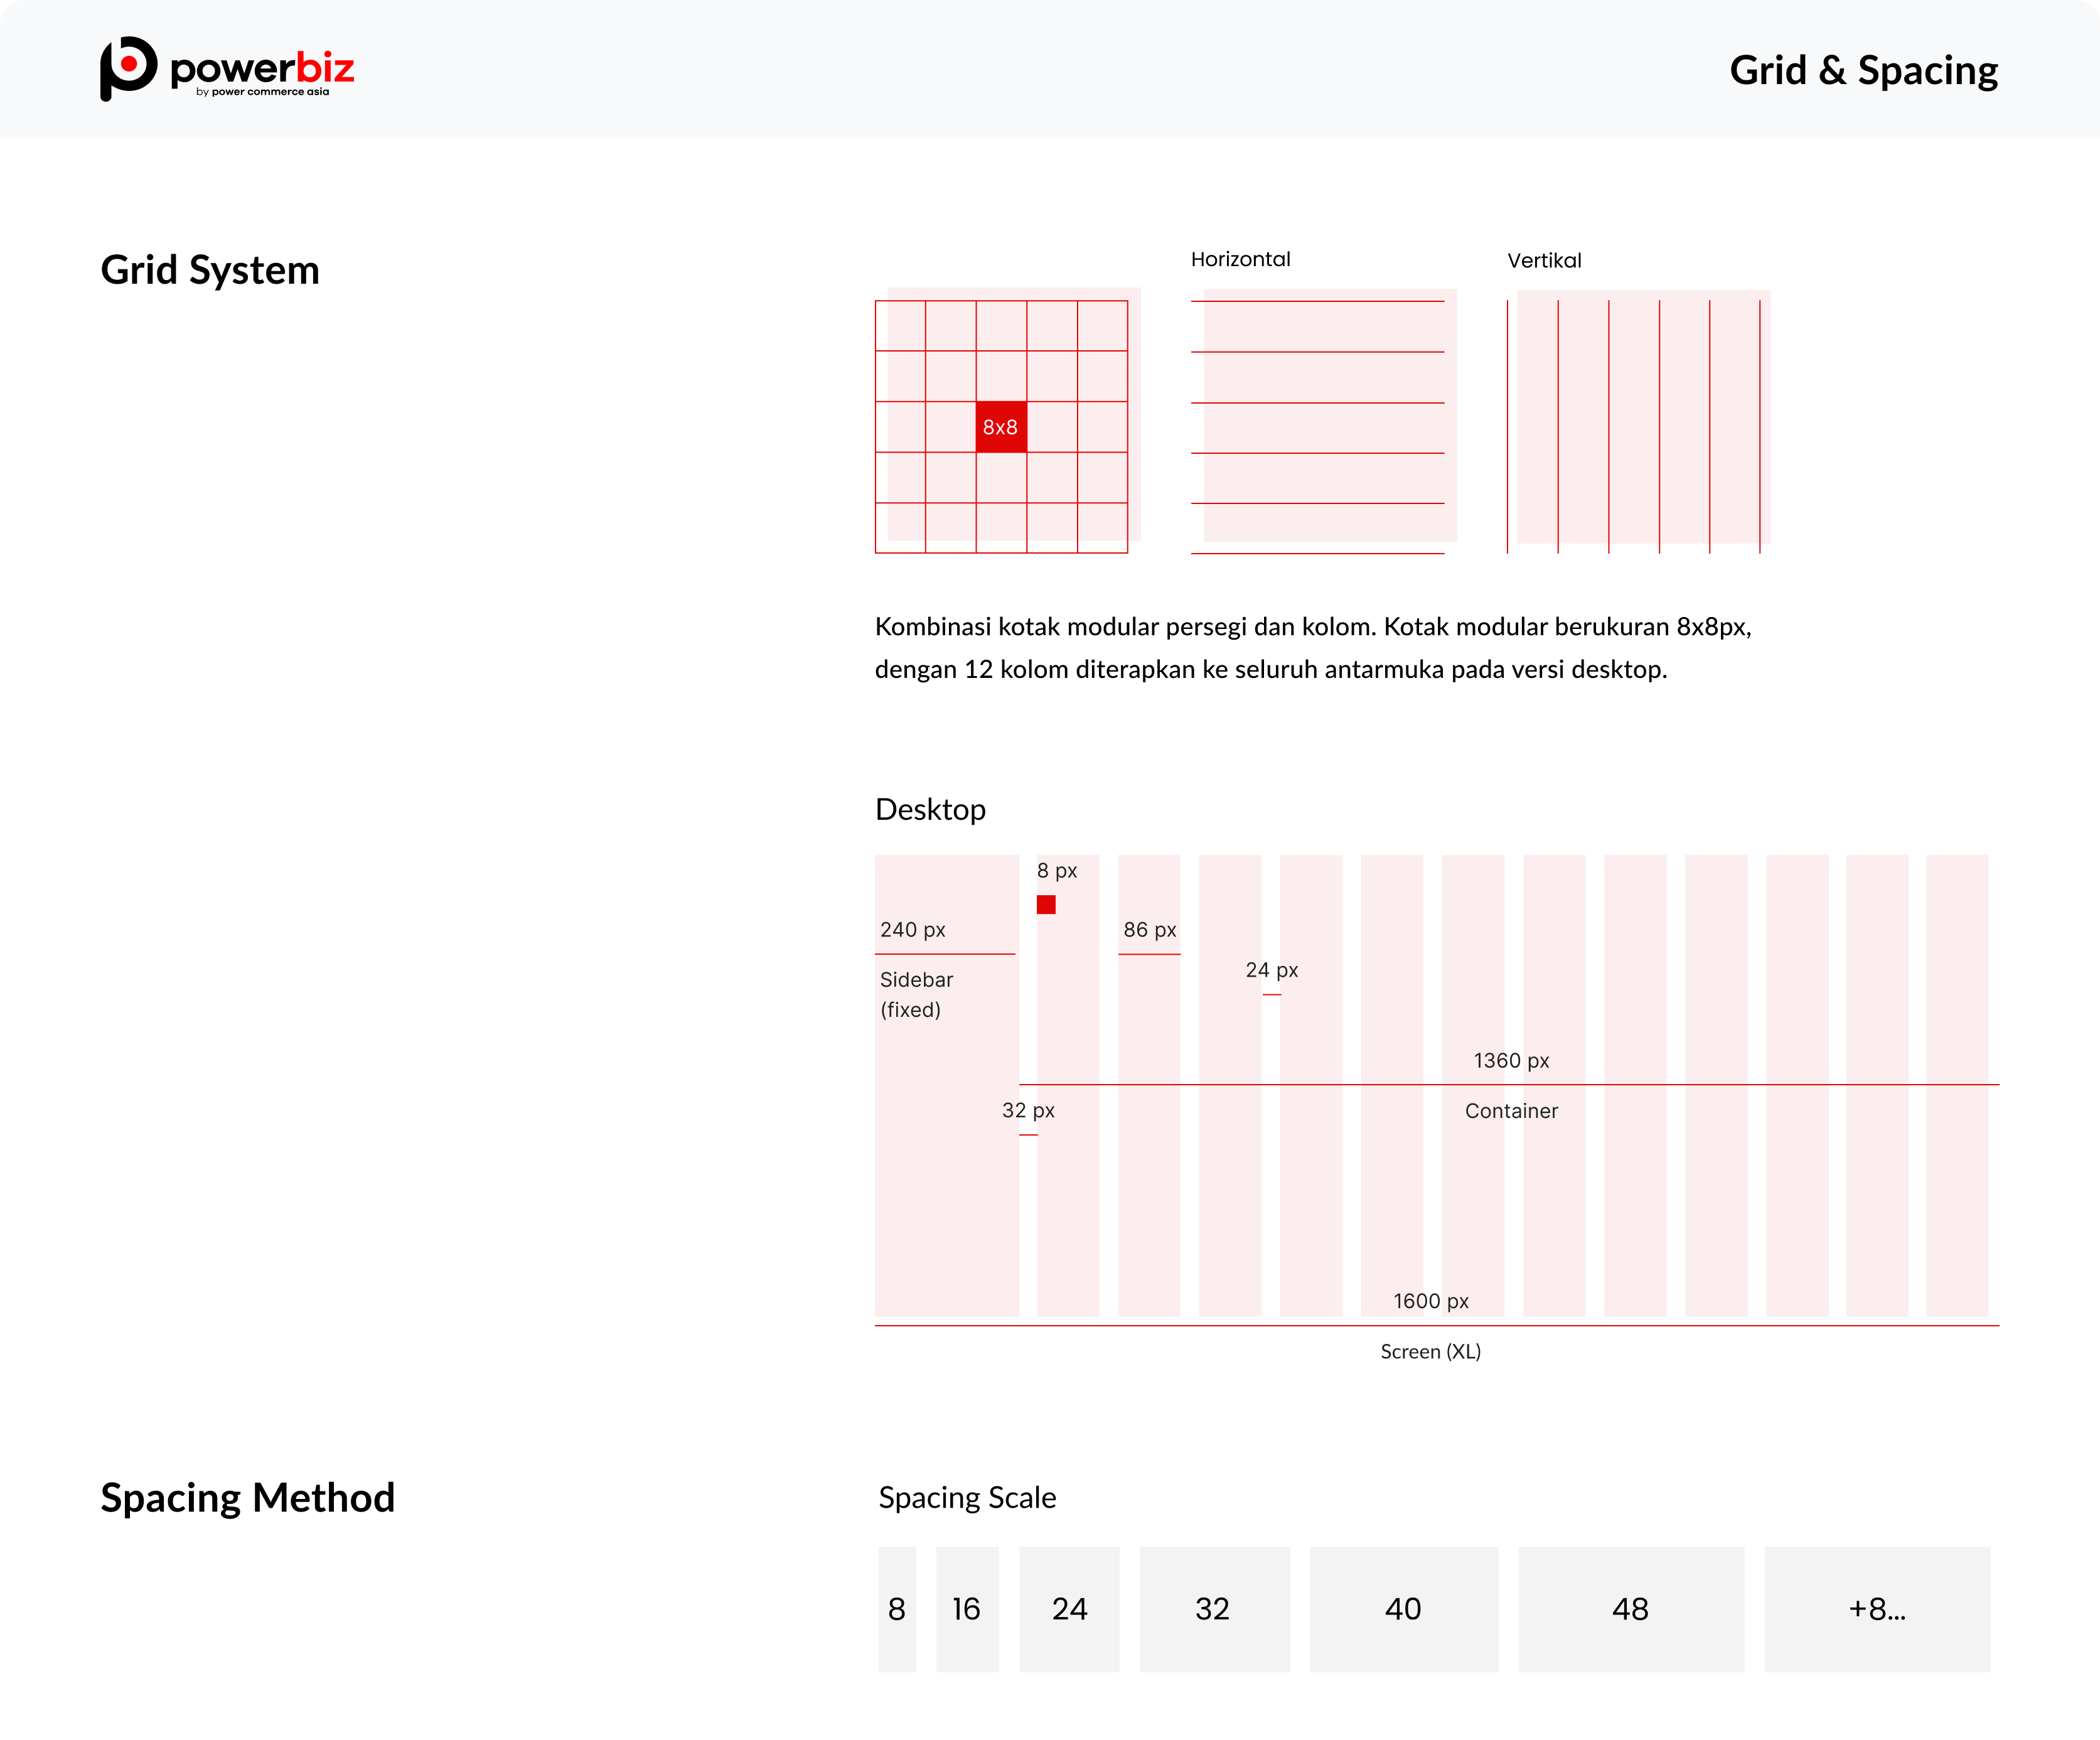 powerbiz
by power commerce asia
Grid & Spacing
Grid System
Horizontal
Vertikal
8x8
Kombinasi kotak modular persegi dan kolom. Kotak modular berukuran 8x8px,
dengan 12 kolom diterapkan ke seluruh antarmuka pada versi desktop.
Desktop
8 px
240 px
86 px
Sidebar
(fixed)
24 px
1360 px
32 px
Container
1600 px
Screen (XL)
Spacing Method
Spacing Scale
8
16
24
32
40
48
+8...